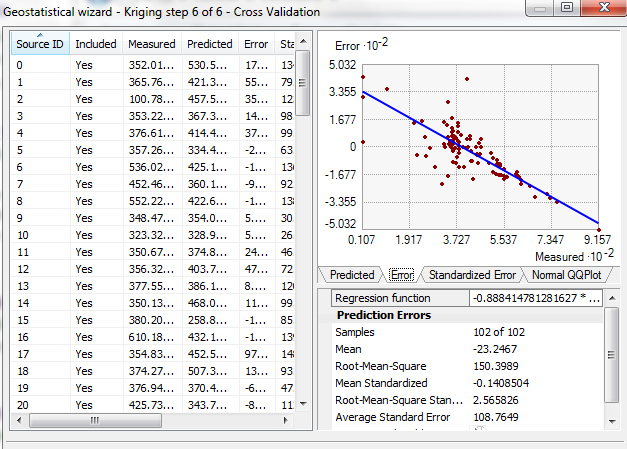 Geostatistical wizard - Kriging step 6 of 6 - Cross Validation
Source ID Included Measured Predicted Error Sta
0 Yes 352.01... 530.5... 17... 13
1 Yes 365.76... 421.3... 55... 79.
2 Yes 100.78... 457.5... 35... 12
3 Yes 353.22... 367.3... 14... 98
4 Yes 376.61... 414.4... 37... 99
5 Yes 357.26... 334.4... -2... 63
6 Yes 536.02... 425.1... -1... 13
7 Yes 452.46... 360.1... -9... 92
8 Yes 552.22... 422.6... -1... 13
9 Yes 348.47... 354.0... 5... 30
10 Yes 323.32... 328.9... 5... 26
11 Yes 350.67... 374.8... 24... 46
12 Yes 356.32... 403.7... 47... 72
13 Yes 377.55... 386.1... 8... 12
14 Yes 350.13... 468.0... 11... 99
15 Yes 380.20... 258.8... -1... 85
16 Yes 610.18... 432.1... -1... 13
17 Yes 354.83... 452.5... 97... 14
18 Yes 374.27... 507.3... 13... 93
19 Yes 376.94... 370.4... -6... 47
20 Yes 425.73... 343.7... -8... 11
Error ·10-2
5.032
3.355
1.677
0
-1.677
-3.355
-5.032
0.107 1.917 3.727 5.537 7.347 9.157
Measured ·10-2
Predicted Error Standardized Error Normal QQPlot
Regression function -0.888414781281627 * ...
Prediction Errors
Samples 102 of 102
Mean -23.2467
Root-Mean-Square 150.3989
Mean Standardized -0.1408504
Root-Mean-Square Stan... 2.565826
Average Standard Error 108.7649